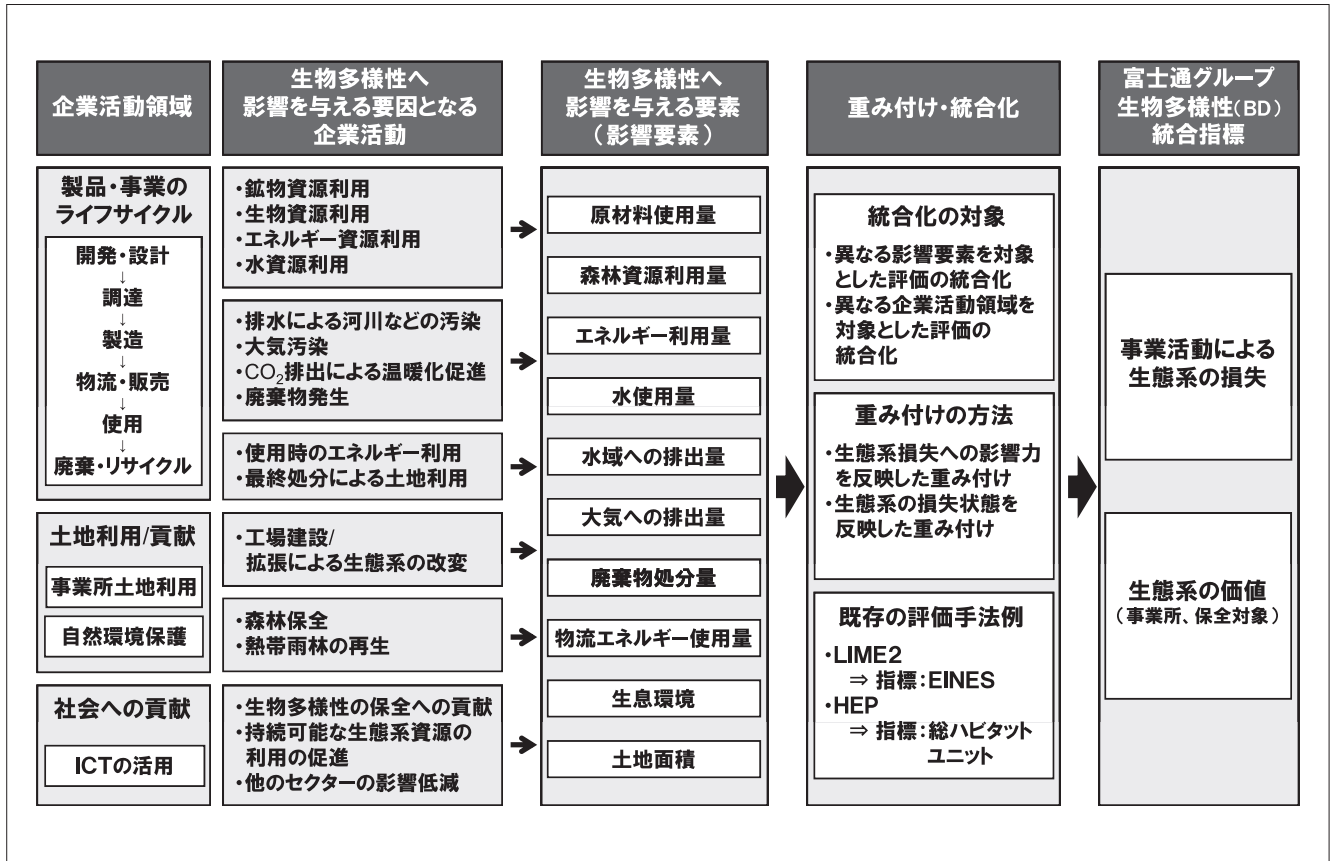 企業活動領域
生物多様性へ
影響を与える要因となる
企業活動
生物多様性へ
影響を与える要素
（影響要素）
重み付け・統合化
富士通グループ
生物多様性(BD)
統合指標
製品・事業の
ライフサイクル
開発・設計
↓
調達
↓
製造
↓
物流・販売
↓
使用
↓
廃棄・リサイクル
土地利用/貢献
事業所土地利用
自然環境保護
社会への貢献
ICTの活用
・鉱物資源利用
・生物資源利用
・エネルギー資源利用
・水資源利用
・排水による河川などの汚染
・大気汚染
・CO₂排出による温暖化促進
・廃棄物発生
・使用時のエネルギー利用
・最終処分による土地利用
・工場建設/
拡張による生態系の改変
・森林保全
・熱帯雨林の再生
・生物多様性の保全への貢献
・持続可能な生態系資源の
利用の促進
・他のセクターの影響低減
原材料使用量
森林資源利用量
エネルギー利用量
水使用量
水域への排出量
大気への排出量
廃棄物処分量
物流エネルギー使用量
生息環境
土地面積
統合化の対象
・異なる影響要素を対象
とした評価の統合化
・異なる企業活動領域を
対象とした評価の
統合化
重み付けの方法
・生態系損失への影響力
を反映した重み付け
・生態系の損失状態を
反映した重み付け
既存の評価手法例
・LIME2
⇒ 指標：EINES
・HEP
⇒ 指標：総ハビタット
ユニット
事業活動による
生態系の損失
生態系の価値
（事業所、保全対象）